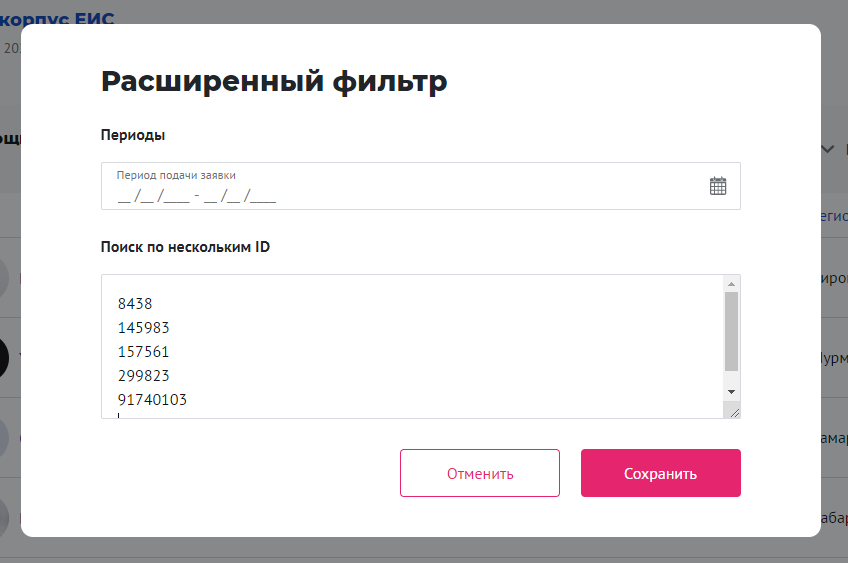 корпус ЕИС
Расширенный фильтр
Периоды
Период подачи заявки
__ /__ /____ - __ /__ /____
Поиск по нескольким ID
8438
145983
157561
299823
91740103
Отменить
Сохранить